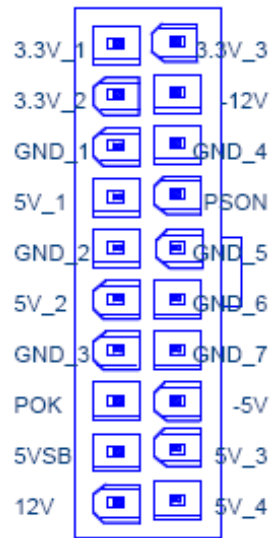 3.3V_1 3.3V_3
3.3V_2 -12V
GND_1 GND_4
5V_1 PSON
GND_2 GND_5
5V_2 GND_6
GND_3 GND_7
POK -5V
5VSB 5V_3
12V 5V_4